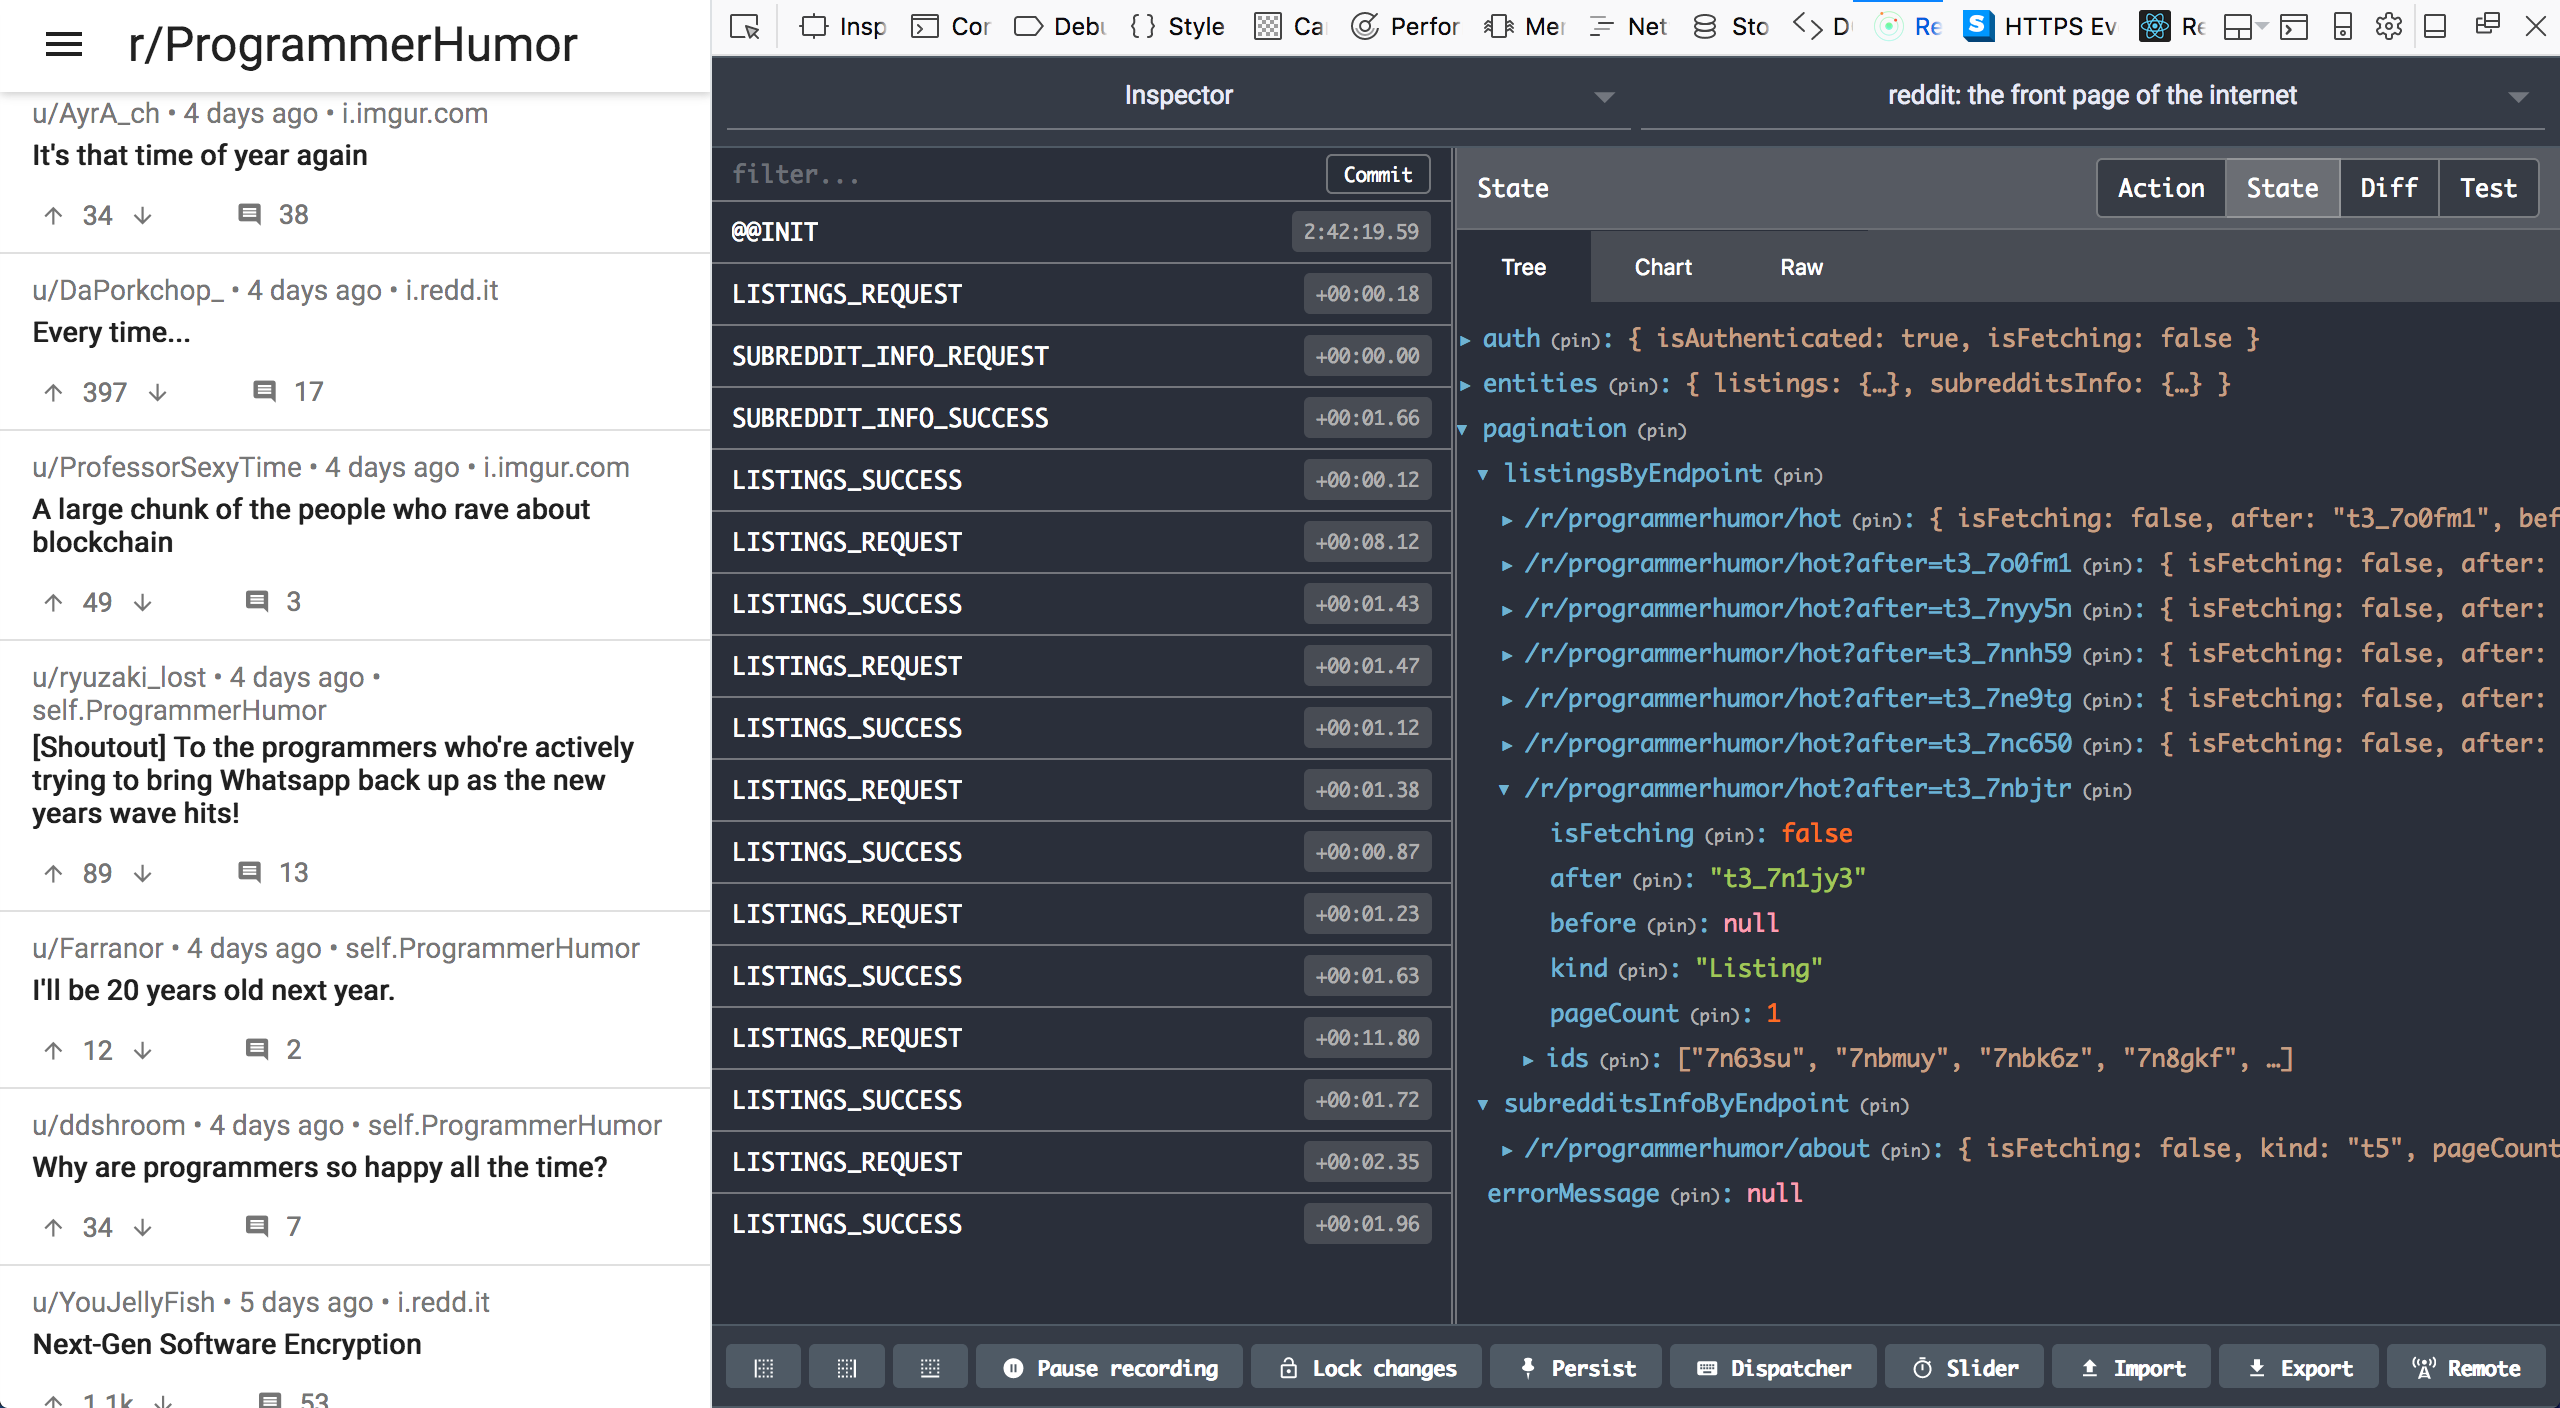 r/ProgrammerHumor
u/AyrA_ch • 4 days ago • i.imgur.com
It's that time of year again
34 38
u/DaPorkchop_ • 4 days ago • i.redd.it
Every time...
397 17
u/ProfessorSexyTime • 4 days ago • i.imgur.com
A large chunk of the people who rave about
blockchain
49 3
u/ryuzaki_lost • 4 days ago •
self.ProgrammerHumor
[Shoutout] To the programmers who're actively
trying to bring Whatsapp back up as the new
years wave hits!
89 13
u/Farranor • 4 days ago • self.ProgrammerHumor
I'll be 20 years old next year.
12 2
u/ddshroom • 4 days ago • self.ProgrammerHumor
Why are programmers so happy all the time?
34 7
u/YouJellyFish • 5 days ago • i.redd.it
Next-Gen Software Encryption
1.1k 53
Insp Cor Debu {} Style Ca Perfor Mer Net Sto <> D Re S HTTPS Ev Re
Inspector reddit: the front page of the internet
filter... Commit
@@INIT 2:42:19.59
LISTINGS_REQUEST +00:00.18
SUBREDDIT_INFO_REQUEST +00:00.00
SUBREDDIT_INFO_SUCCESS +00:01.66
LISTINGS_SUCCESS +00:00.12
LISTINGS_REQUEST +00:08.12
LISTINGS_SUCCESS +00:01.43
LISTINGS_REQUEST +00:01.47
LISTINGS_SUCCESS +00:01.12
LISTINGS_REQUEST +00:01.38
LISTINGS_SUCCESS +00:00.87
LISTINGS_REQUEST +00:01.23
LISTINGS_SUCCESS +00:01.63
LISTINGS_REQUEST +00:11.80
LISTINGS_SUCCESS +00:01.72
LISTINGS_REQUEST +00:02.35
LISTINGS_SUCCESS +00:01.96
State Action State Diff Test
Tree Chart Raw
auth (pin): { isAuthenticated: true, isFetching: false }
entities (pin): { listings: {…}, subredditsInfo: {…} }
pagination (pin)
listingsByEndpoint (pin)
/r/programmerhumor/hot (pin): { isFetching: false, after: "t3_7o0fm1", bef
/r/programmerhumor/hot?after=t3_7o0fm1 (pin): { isFetching: false, after:
/r/programmerhumor/hot?after=t3_7nyy5n (pin): { isFetching: false, after:
/r/programmerhumor/hot?after=t3_7nnh59 (pin): { isFetching: false, after:
/r/programmerhumor/hot?after=t3_7ne9tg (pin): { isFetching: false, after:
/r/programmerhumor/hot?after=t3_7nc650 (pin): { isFetching: false, after:
/r/programmerhumor/hot?after=t3_7nbjtr (pin)
isFetching (pin): false
after (pin): "t3_7n1jy3"
before (pin): null
kind (pin): "Listing"
pageCount (pin): 1
ids (pin): ["7n63su", "7nbmuy", "7nbk6z", "7n8gkf", …]
subredditsInfoByEndpoint (pin)
/r/programmerhumor/about (pin): { isFetching: false, kind: "t5", pageCount
errorMessage (pin): null
Pause recording Lock changes Persist Dispatcher Slider Import Export Remote